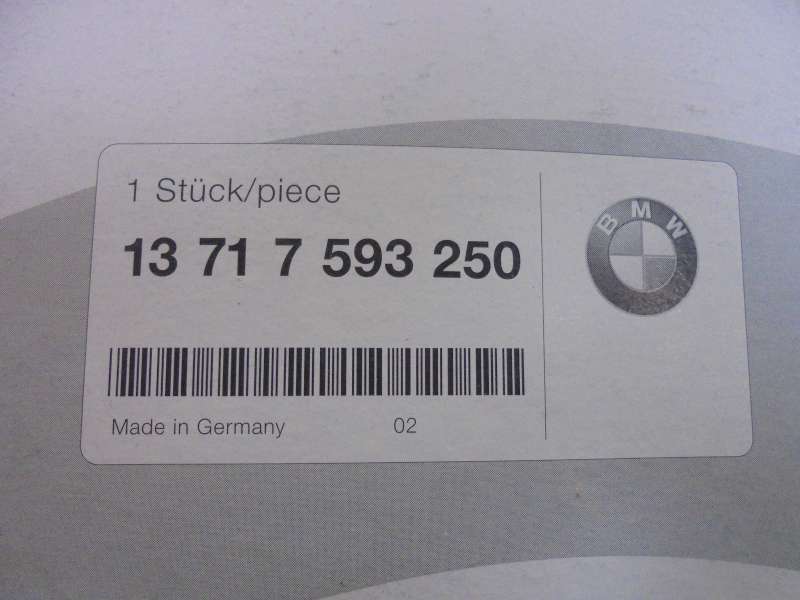 1 Stück/piece
13 71 7 593 250
BMW
Made in Germany 02